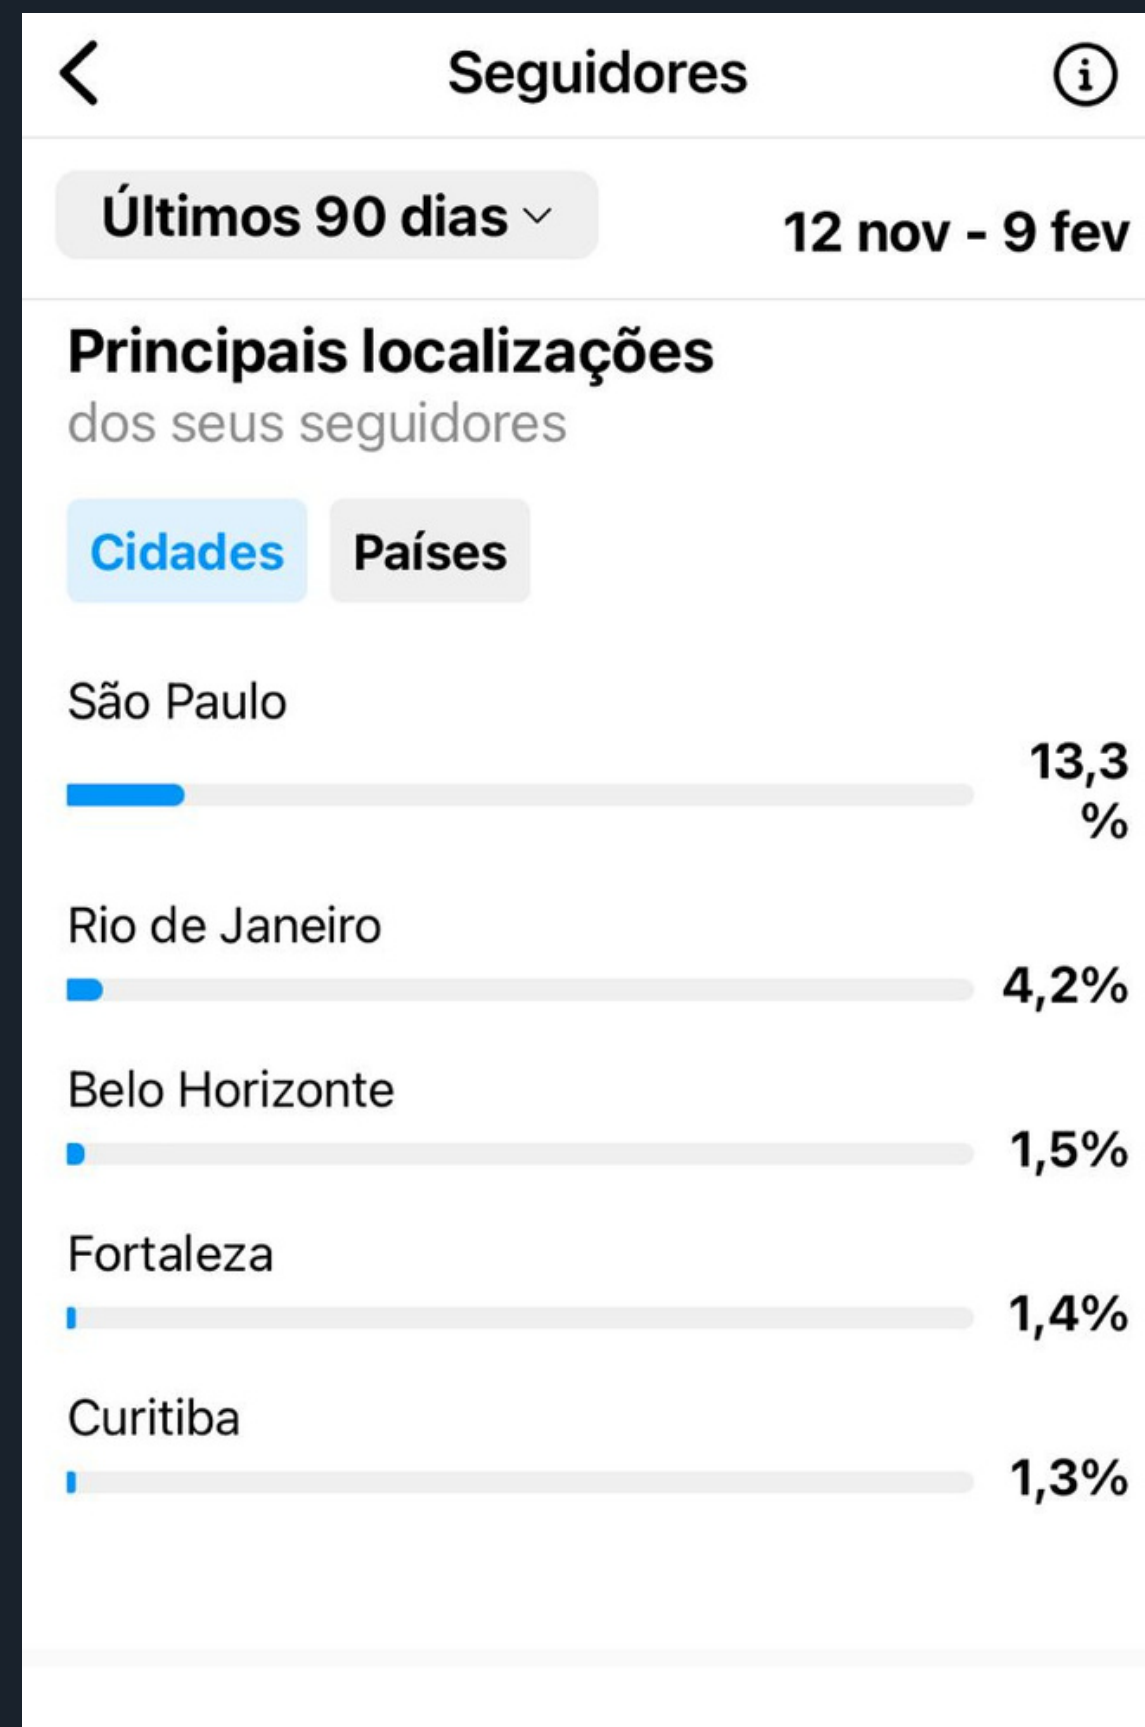 Seguidores
Últimos 90 dias
12 nov - 9 fev
Principais localizações
dos seus seguidores
Cidades
Países
São Paulo
13,3
%
Rio de Janeiro
4,2%
Belo Horizonte
1,5%
Fortaleza
1,4%
Curitiba
1,3%